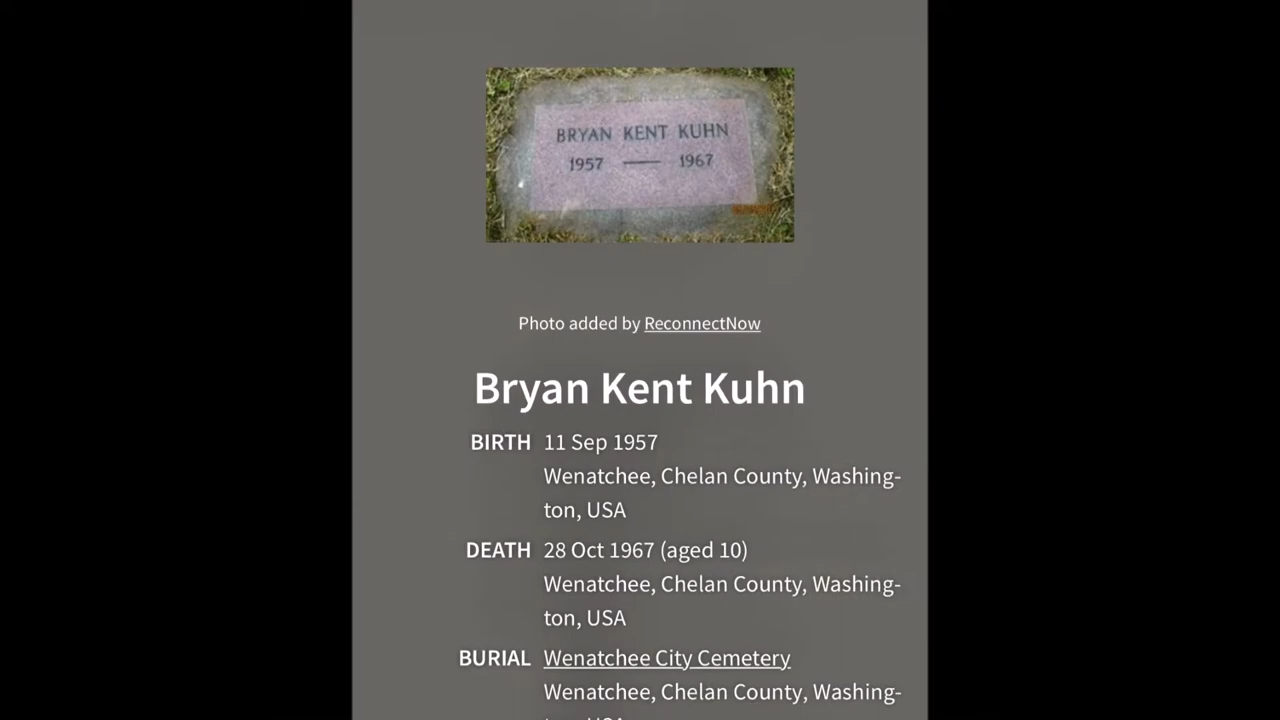 BRYAN KENT KUHN
1957 — 1967
Photo added by ReconnectNow
Bryan Kent Kuhn
BIRTH 11 Sep 1957
Wenatchee, Chelan County, Washing-
ton, USA
DEATH 28 Oct 1967 (aged 10)
Wenatchee, Chelan County, Washing-
ton, USA
BURIAL Wenatchee City Cemetery
Wenatchee, Chelan County, Washing-
ton, USA